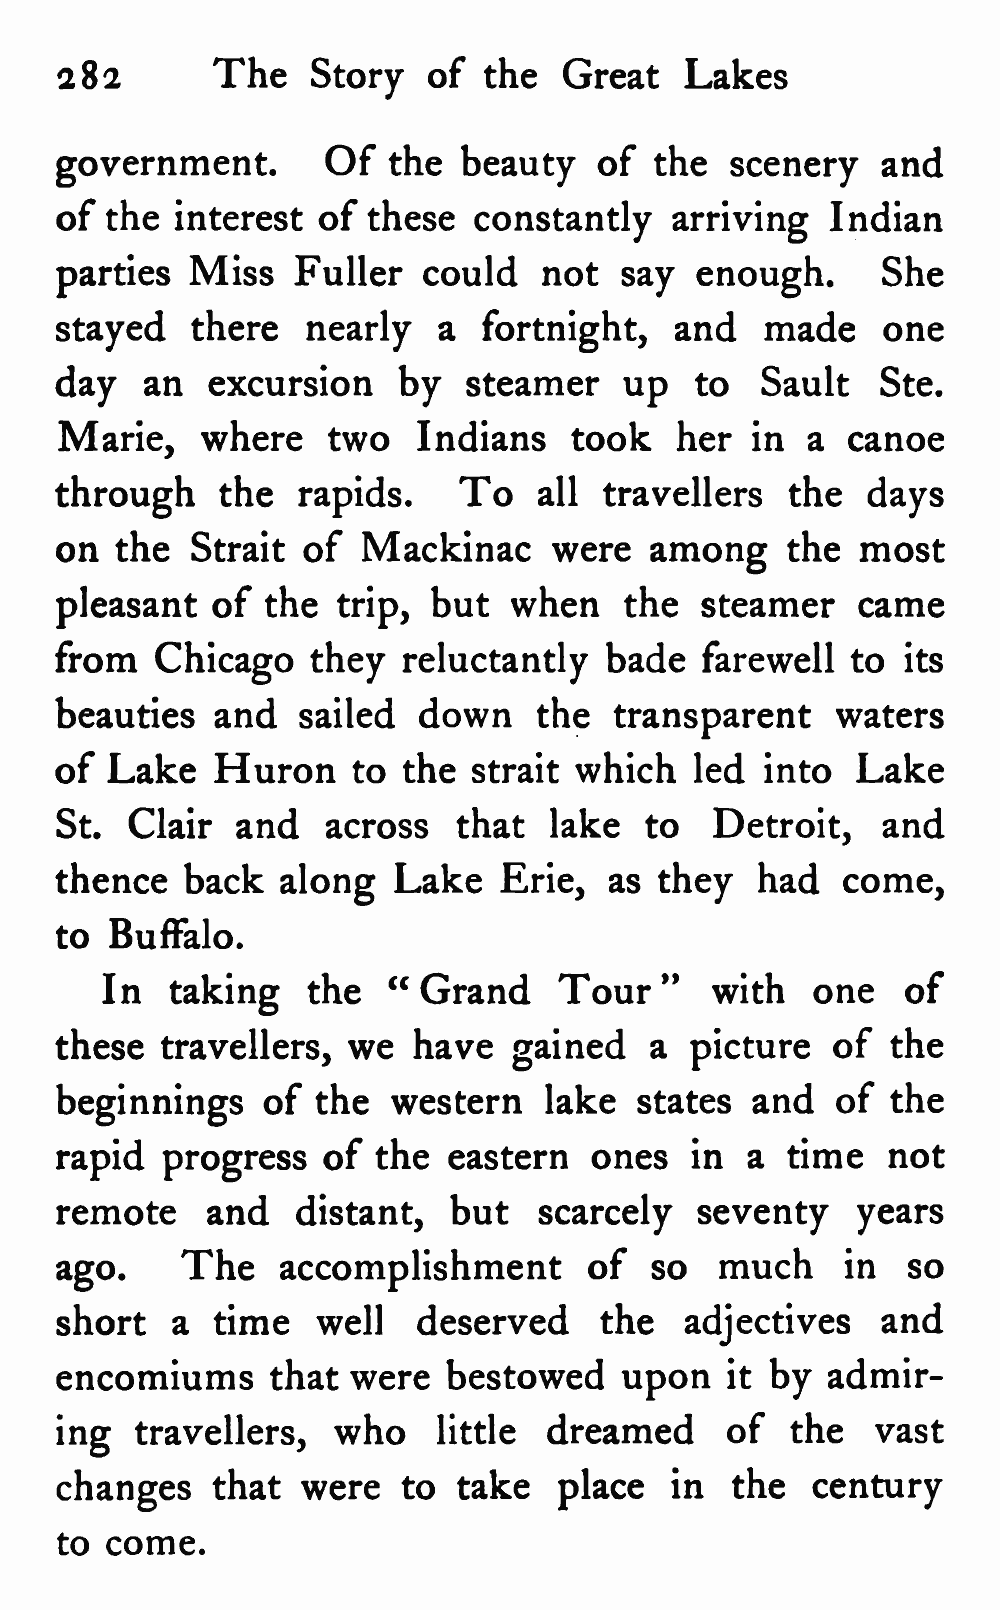 282 The Story of the Great Lakes
government. Of the beauty of the scenery and
of the interest of these constantly arriving Indian
parties Miss Fuller could not say enough. She
stayed there nearly a fortnight, and made one
day an excursion by steamer up to Sault Ste.
Marie, where two Indians took her in a canoe
through the rapids. To all travellers the days
on the Strait of Mackinac were among the most
pleasant of the trip, but when the steamer came
from Chicago they reluctantly bade farewell to its
beauties and sailed down the transparent waters
of Lake Huron to the strait which led into Lake
St. Clair and across that lake to Detroit, and
thence back along Lake Erie, as they had come,
to Buffalo.
In taking the “Grand Tour” with one of
these travellers, we have gained a picture of the
beginnings of the western lake states and of the
rapid progress of the eastern ones in a time not
remote and distant, but scarcely seventy years
ago. The accomplishment of so much in so
short a time well deserved the adjectives and
encomiums that were bestowed upon it by admir-
ing travellers, who little dreamed of the vast
changes that were to take place in the century
to come.